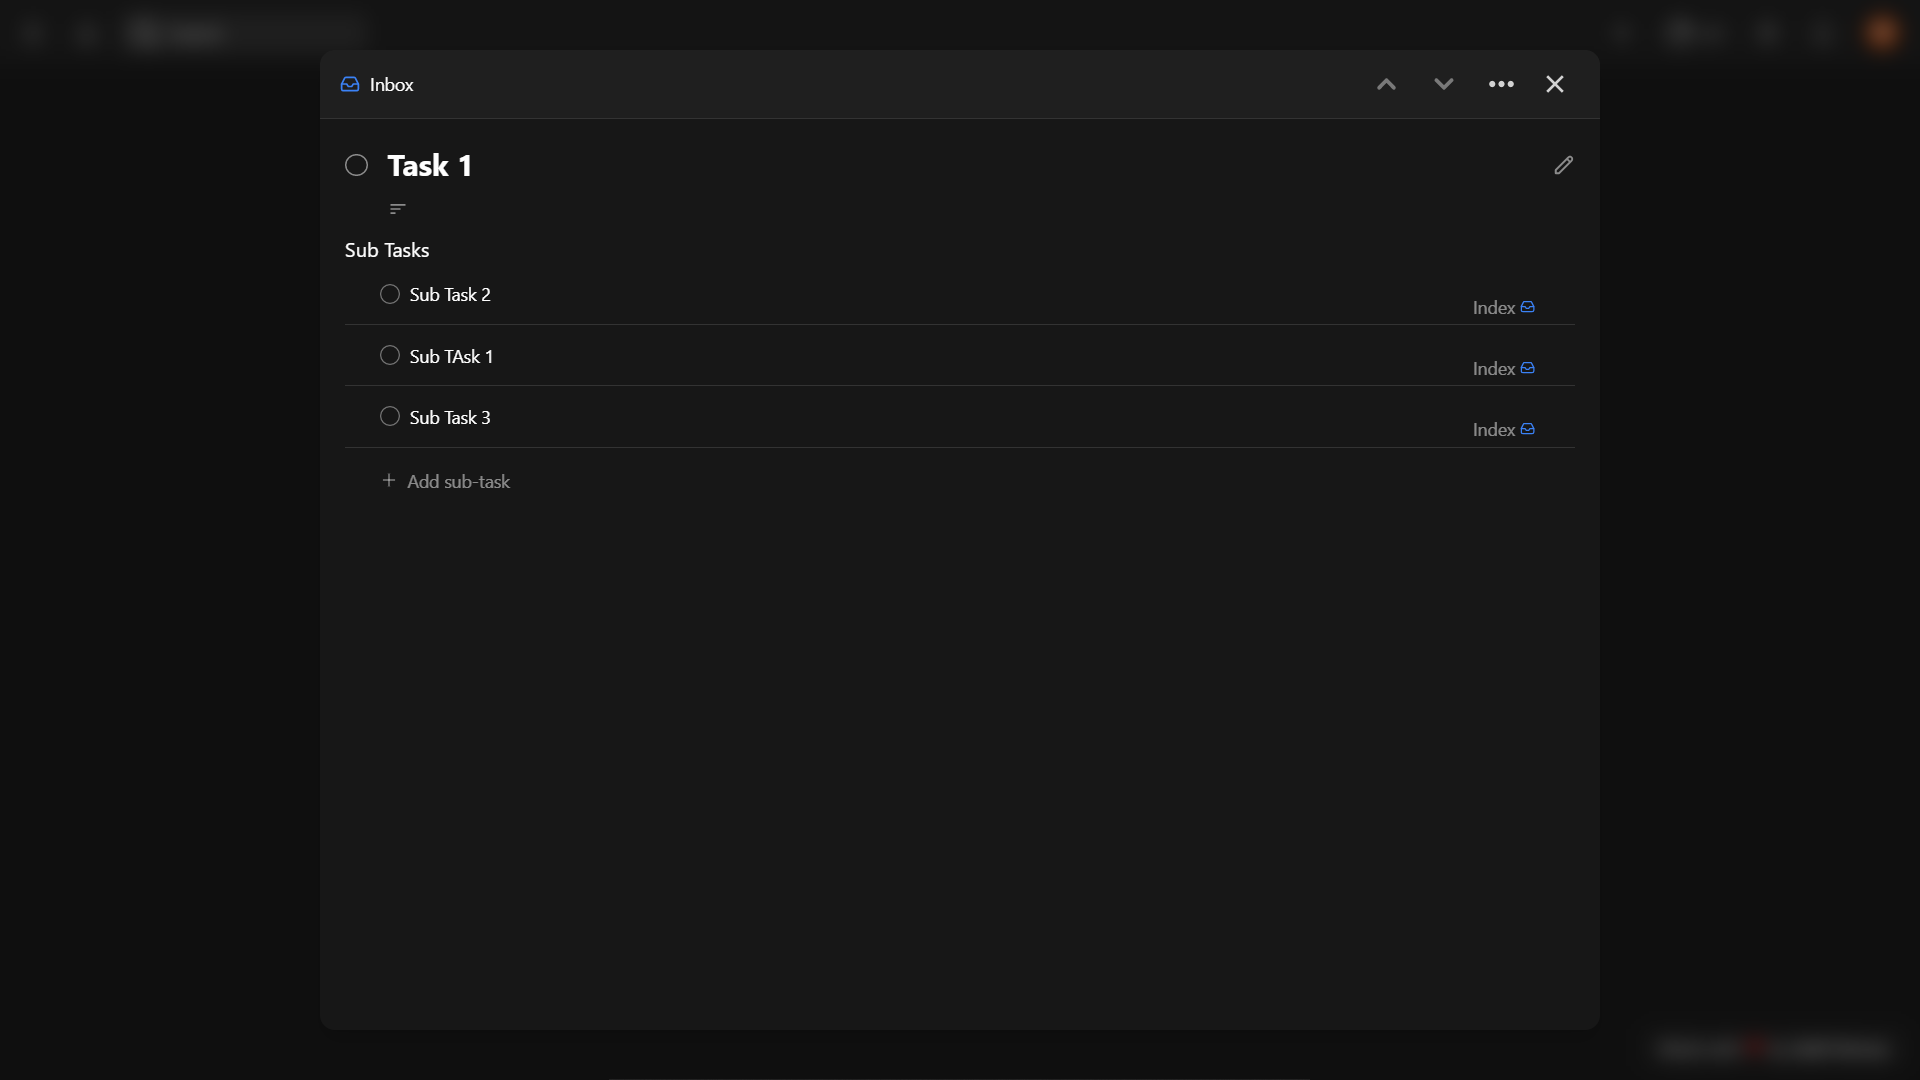 Inbox
Task 1
Sub Tasks
Sub Task 2
Index
Sub TAsk 1
Index
Sub Task 3
Index
Add sub-task